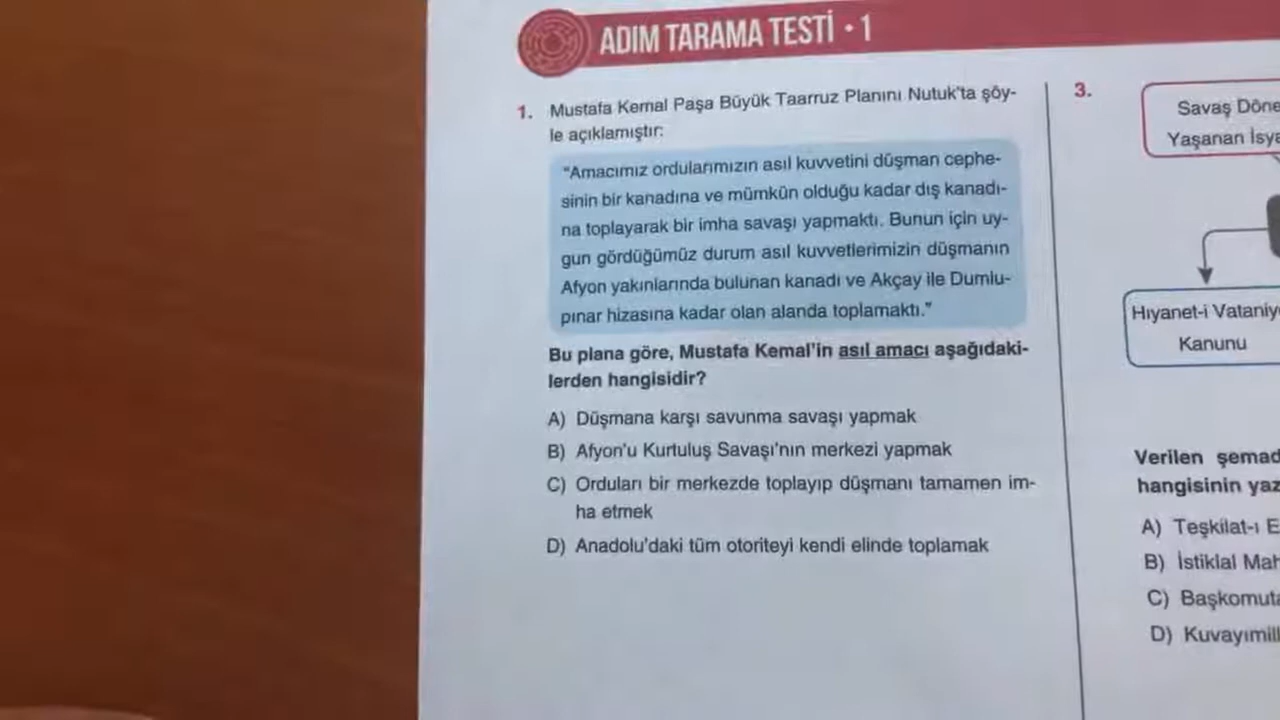 ADIM TARAMA TESTİ • 1
1. Mustafa Kemal Paşa Büyük Taarruz Planını Nutuk'ta şöy-
le açıklamıştır:
"Amacımız ordularımızın asıl kuvvetini düşman cephe-
sinin bir kanadına ve mümkün olduğu kadar dış kanadı-
na toplayarak bir imha savaşı yapmaktı. Bunun için uy-
gun gördüğümüz durum asıl kuvvetlerimizin düşmanın
Afyon yakınlarında bulunan kanadı ve Akçay ile Dumlu-
pınar hizasına kadar olan alanda toplamaktı."
Bu plana göre, Mustafa Kemal'in asıl amacı aşağıdaki-
lerden hangisidir?
A) Düşmana karşı savunma savaşı yapmak
B) Afyon'u Kurtuluş Savaşı'nın merkezi yapmak
C) Orduları bir merkezde toplayıp düşmanı tamamen im-
ha etmek
D) Anadolu'daki tüm otoriteyi kendi elinde toplamak
3.
Savaş Döne
Yaşanan İsya
Hıyanet-i Vataniy
Kanunu
Verilen şemad
hangisinin yaz
A) Teşkilat-ı E
B) İstiklal Mah
C) Başkomuta
D) Kuvayımill